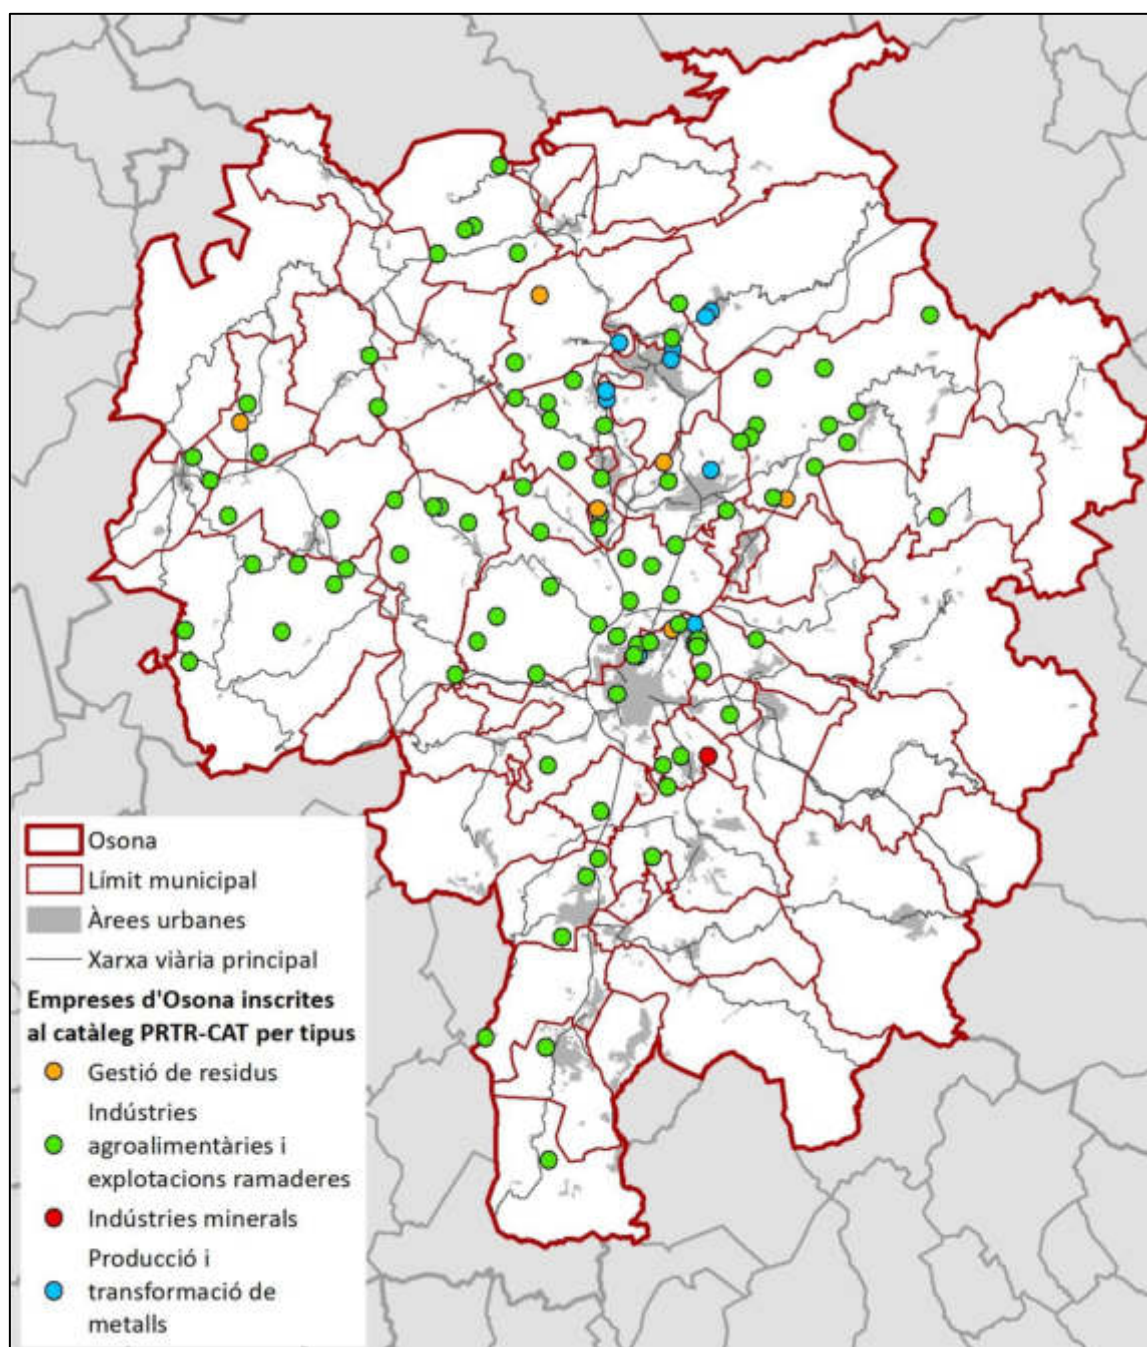 Osona
Límit municipal
Àrees urbanes
Xarxa viària principal
Empreses d'Osona inscrites
al catàleg PRTR-CAT per tipus
Gestió de residus
Indústries
agroalimentàries i
explotacions ramaderes
Indústries minerals
Producció i
transformació de
metalls